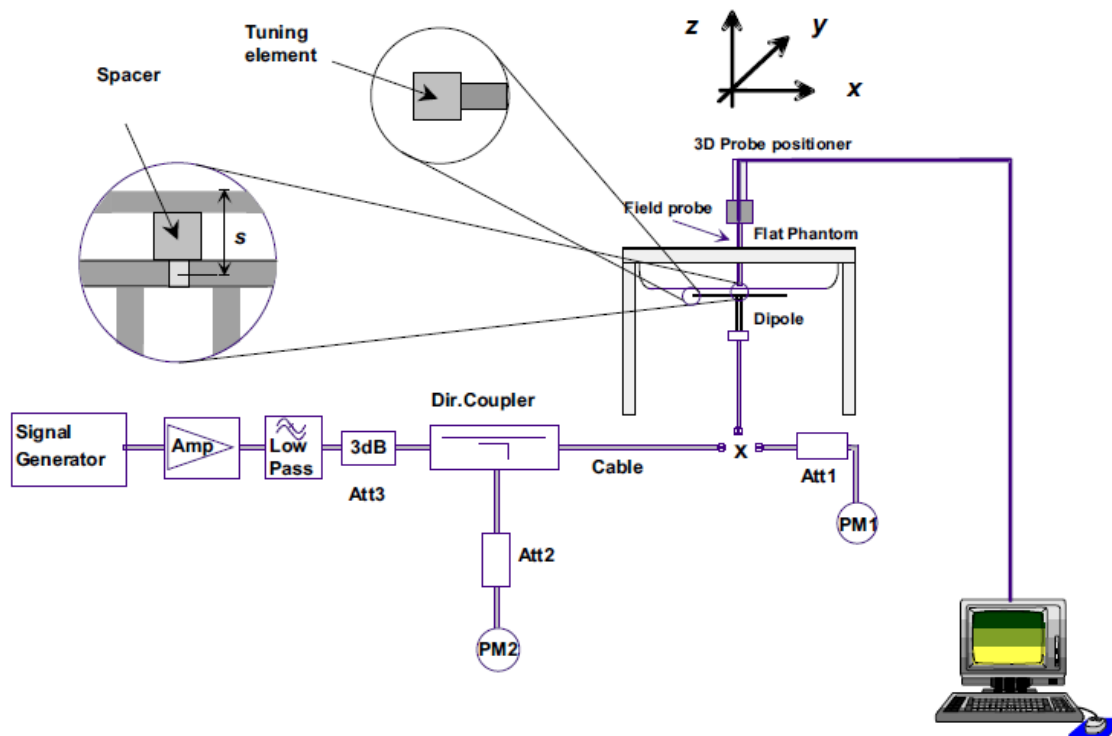 Tuning
element
Spacer
s
z
y
x
3D Probe positioner
Field probe
Flat Phantom
Dipole
Dir.Coupler
Signal
Generator
Amp
Low
Pass
3dB
Att3
Cable
X
Att1
PM1
Att2
PM2